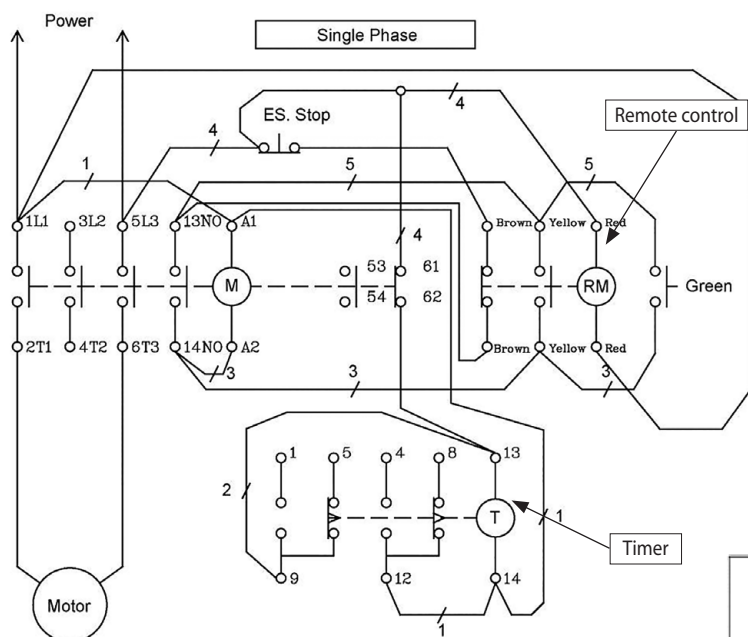 Power
Single Phase
ES. Stop
4
4
Remote control
1
5
5
1L1 3L2 5L3 13NO A1
4
Brown Yellow Red
53 61
M
RM
Green
54 62
2T1 4T2 6T3 14NO A2
Brown Yellow Red
3
3
3
1 5 4 8 13
2
T
1
Timer
9 12 14
1
Motor